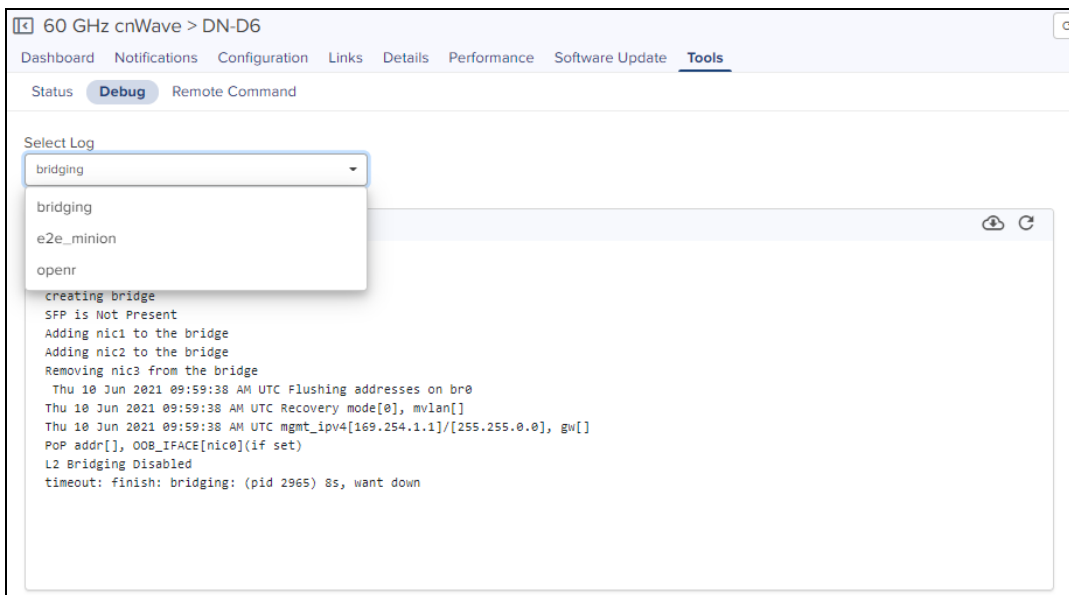 60 GHz cnWave > DN-D6
Dashboard Notifications Configuration Links Details Performance Software Update Tools
Status Debug Remote Command
Select Log
bridging
bridging
e2e_minion
openr
creating bridge
SFP is Not Present
Adding nic1 to the bridge
Adding nic2 to the bridge
Removing nic3 from the bridge
Thu 10 Jun 2021 09:59:38 AM UTC Flushing addresses on br0
Thu 10 Jun 2021 09:59:38 AM UTC Recovery mode[0], mvlan[]
Thu 10 Jun 2021 09:59:38 AM UTC mgmt_ipv4[169.254.1.1]/[255.255.0.0], gw[]
PoP addr[], OOB_IFACE[nic0](if set)
L2 Bridging Disabled
timeout: finish: bridging: (pid 2965) 8s, want down